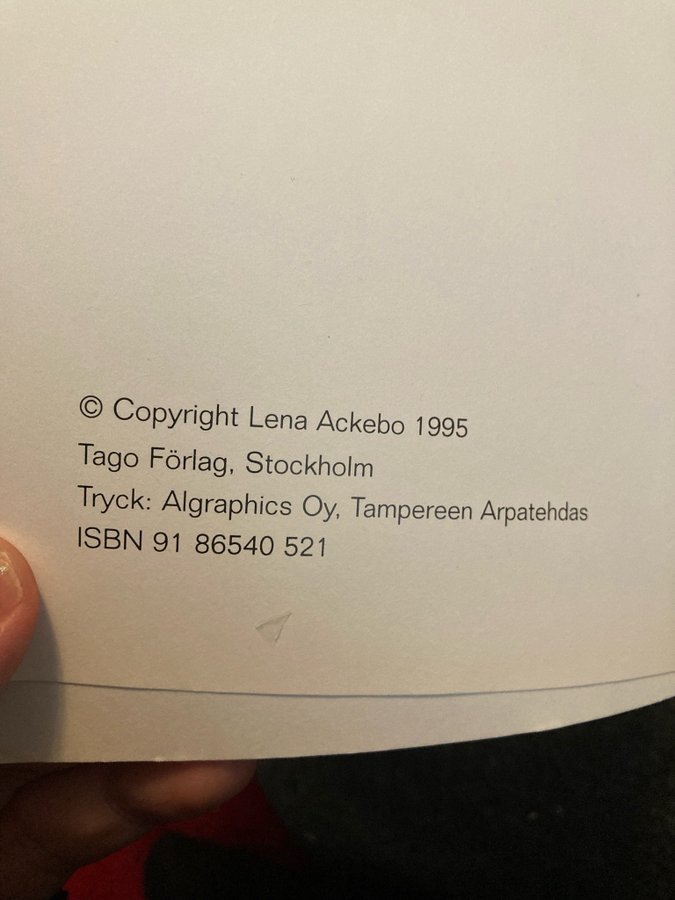 © Copyright Lena Ackebo 1995
Tago Förlag, Stockholm
Tryck: Algraphics Oy, Tampereen Arpatehdas
ISBN 91 86540 521